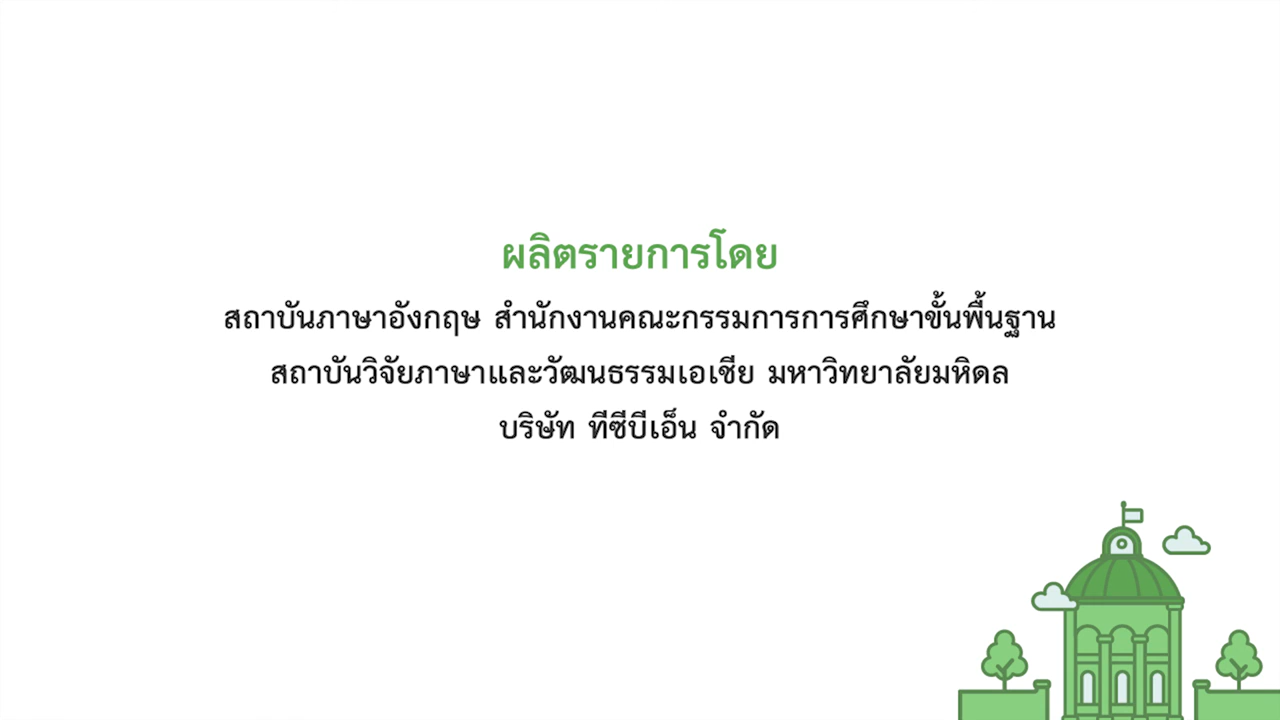 ผลิตรายการโดย
สถาบันภาษาอังกฤษ สำนักงานคณะกรรมการการศึกษาขั้นพื้นฐาน
สถาบันวิจัยภาษาและวัฒนธรรมเอเชีย มหาวิทยาลัยมหิดล
บริษัท ทีซีบีเอ็น จำกัด